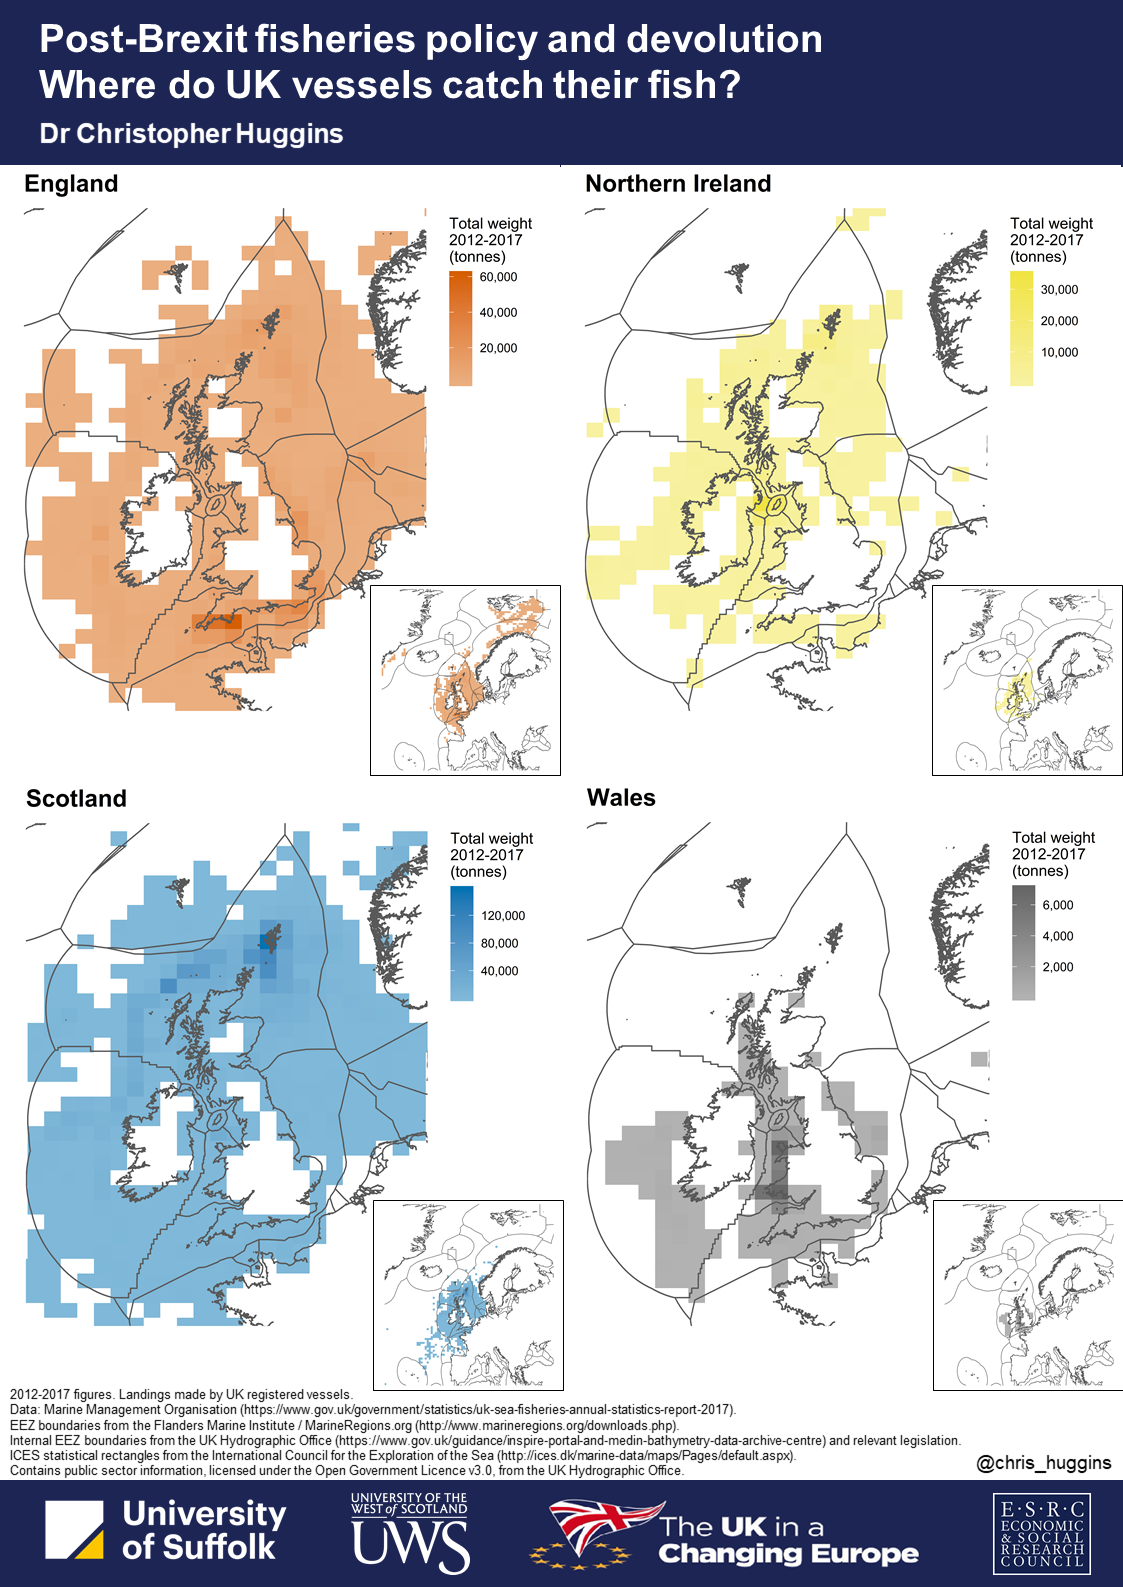 Post-Brexit fisheries policy and devolution
Where do UK vessels catch their fish?
Dr Christopher Huggins
England
Total weight
2012-2017
(tonnes)
60,000
40,000
20,000
Northern Ireland
Total weight
2012-2017
(tonnes)
30,000
20,000
10,000
Scotland
Total weight
2012-2017
(tonnes)
120,000
80,000
40,000
Wales
Total weight
2012-2017
(tonnes)
6,000
4,000
2,000
2012-2017 figures. Landings made by UK registered vessels.
Data: Marine Management Organisation (https://www.gov.uk/government/statistics/uk-sea-fisheries-annual-statistics-report-2017).
EEZ boundaries from the Flanders Marine Institute / MarineRegions.org (http://www.marineregions.org/downloads.php).
Internal EEZ boundaries from the UK Hydrographic Office (https://www.gov.uk/guidance/inspire-portal-and-medin-bathymetry-data-archive-centre) and relevant legislation.
ICES statistical rectangles from the International Council for the Exploration of the Sea (http://ices.dk/marine-data/maps/Pages/default.aspx).
Contains public sector information, licensed under the Open Government Licence v3.0, from the UK Hydrographic Office.
@chris_huggins
University
of Suffolk
UNIVERSITY OF THE
WEST of SCOTLAND
UWS
The UK in a
Changing Europe
E·S·R·C
ECONOMIC
& SOCIAL
RESEARCH
COUNCIL